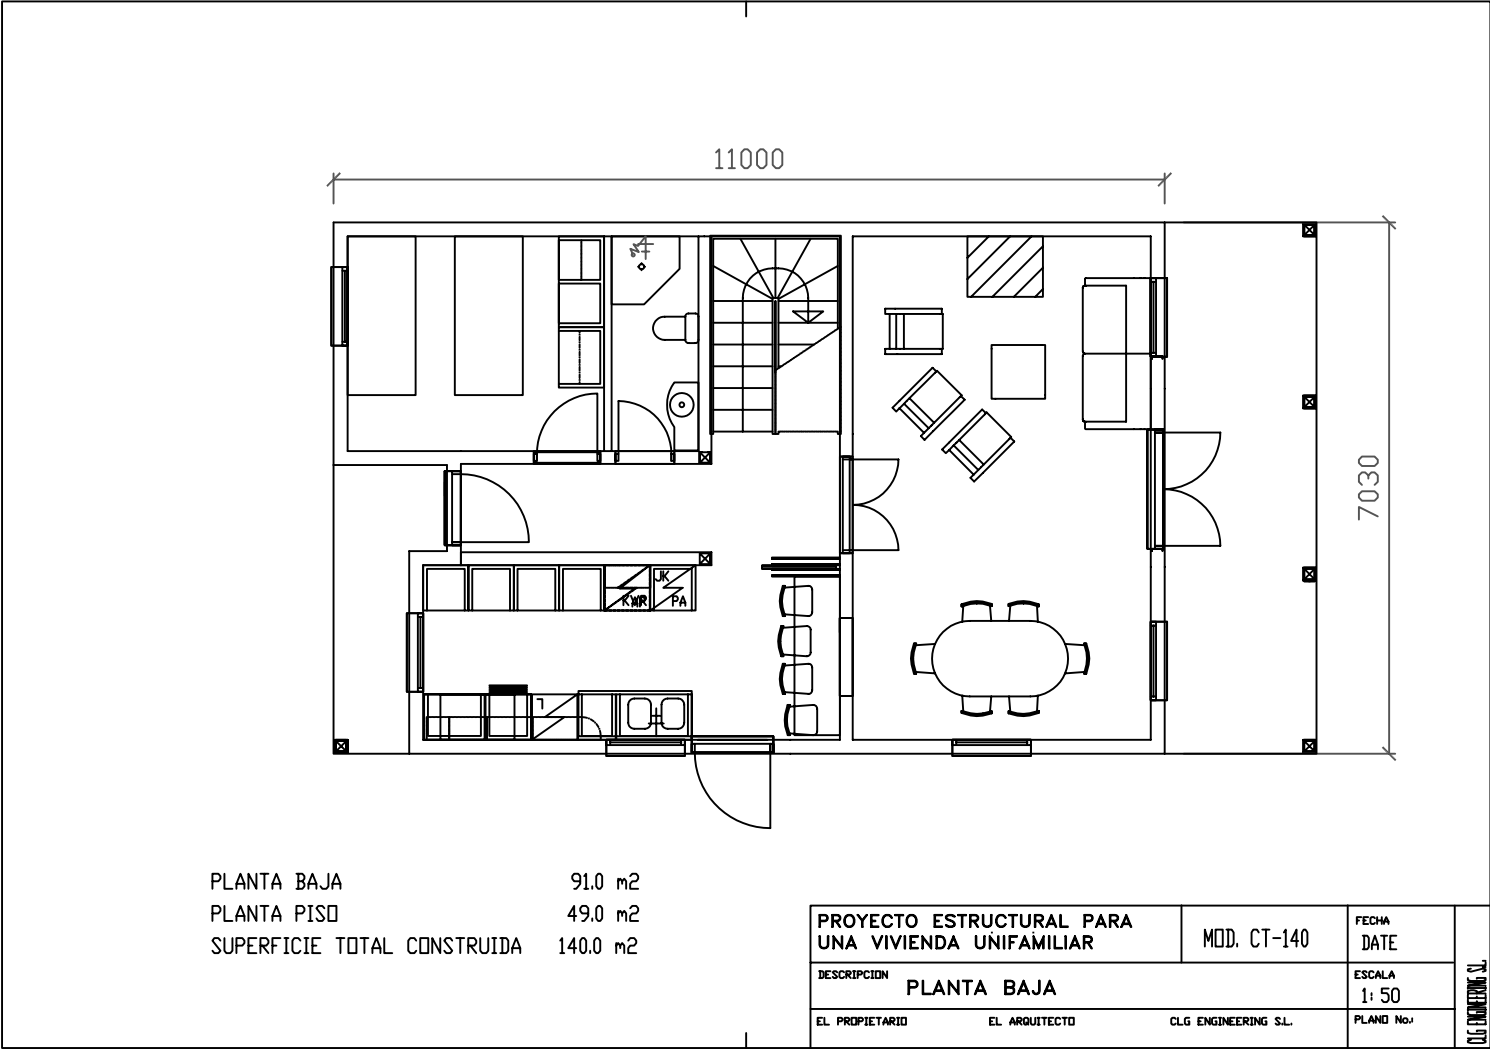 11000
7030
JK
KWR
PA
PLANTA BAJA 91.0 m2
PLANTA PISO 49.0 m2
SUPERFICIE TOTAL CONSTRUIDA 140.0 m2
PROYECTO ESTRUCTURAL PARA
UNA VIVIENDA UNIFAMILIAR
MOD. CT-140
FECHA
DATE
DESCRIPCION
PLANTA BAJA
ESCALA
1: 50
EL PROPIETARIO
EL ARQUITECTO
CLG ENGINEERING S.L.
PLANO No.:
CLG ENGINEERING S.L.